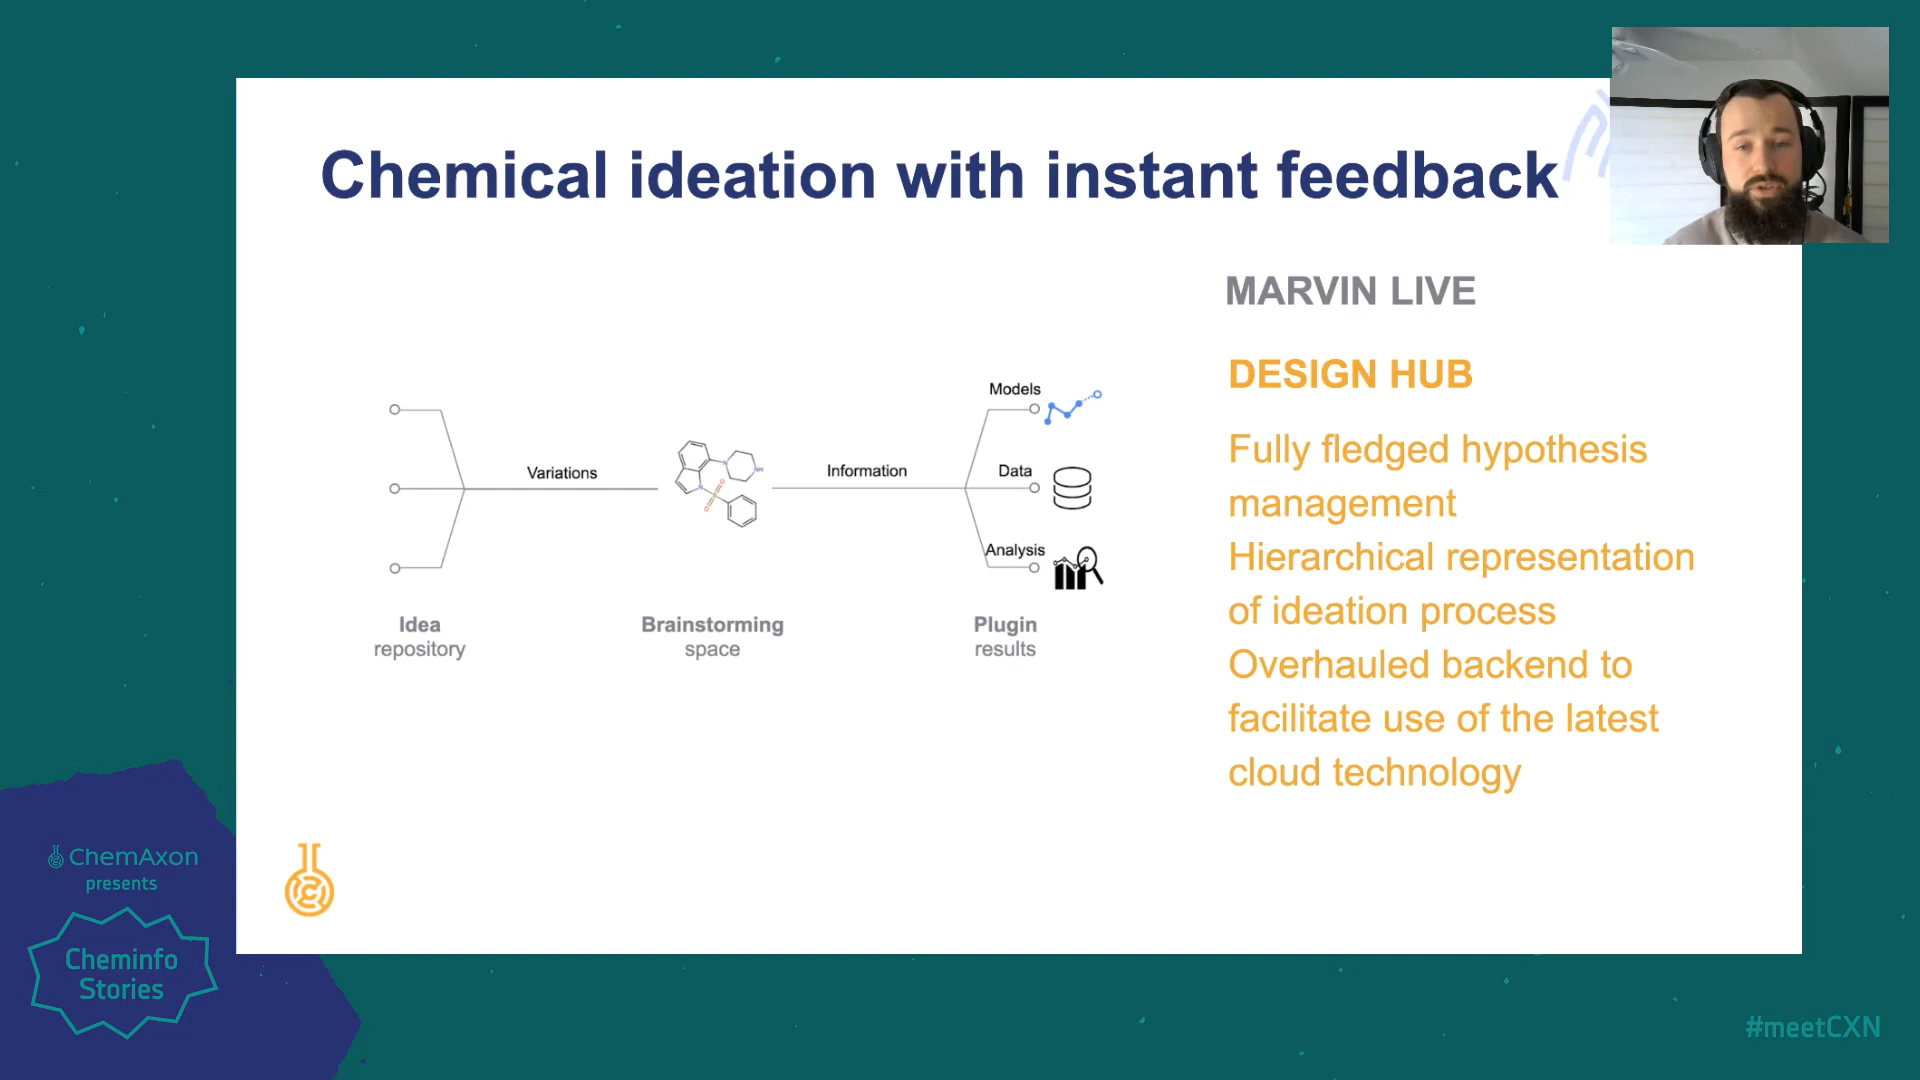 Chemical ideation with instant feedback
MARVIN LIVE
DESIGN HUB
Fully fledged hypothesis
management
Hierarchical representation
of ideation process
Overhauled backend to
facilitate use of the latest
cloud technology
Models
Variations
Information
Data
Analysis
Idea
repository
Brainstorming
space
Plugin
results
N
NH
N
S
O
O
ChemAxon
presents
Cheminfo
Stories
#meetCXN